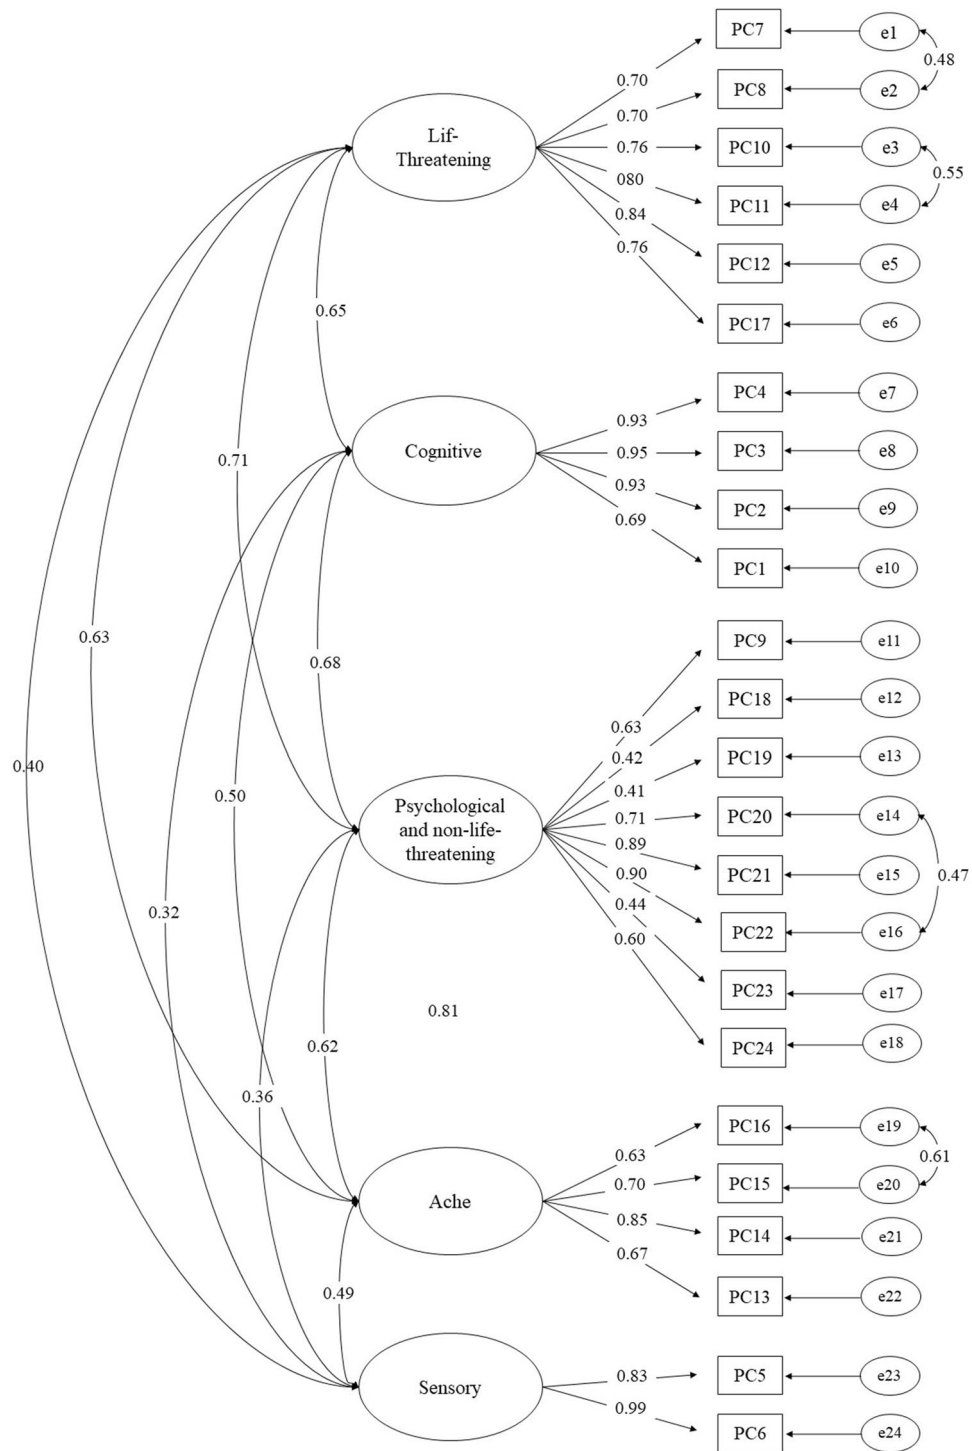 PC7
e1
0.48
0.70
PC8
e2
0.70
Lif-
Threatening
0.76
PC10
e3
0.55
080
PC11
e4
0.84
PC12
e5
0.76
PC17
e6
0.65
PC4
e7
0.93
Cognitive
0.95
PC3
e8
0.93
PC2
e9
0.69
PC1
e10
0.71
0.63
0.68
PC9
e11
0.63
PC18
e12
0.42
PC19
e13
0.40
0.50
0.41
Psychological
and non-life-
threatening
0.71
PC20
e14
0.89
PC21
e15
0.47
0.90
0.32
0.44
PC22
e16
0.60
PC23
e17
0.81
0.62
PC24
e18
0.36
PC16
e19
0.61
0.63
PC15
e20
0.70
Ache
0.85
PC14
e21
0.67
PC13
e22
0.49
0.83
PC5
e23
Sensory
0.99
PC6
e24